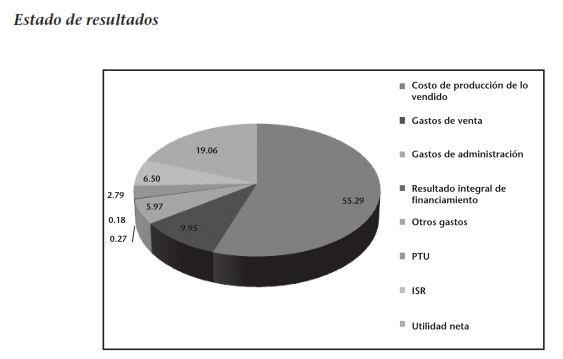 Estado de resultados
Costo de producción de lo
vendido
Gastos de venta
Gastos de administración
Resultado integral de
financiamiento
Otros gastos
PTU
ISR
Utilidad neta
19.06
6.50
2.79
5.97
0.18
0.27
.9.95
55.29